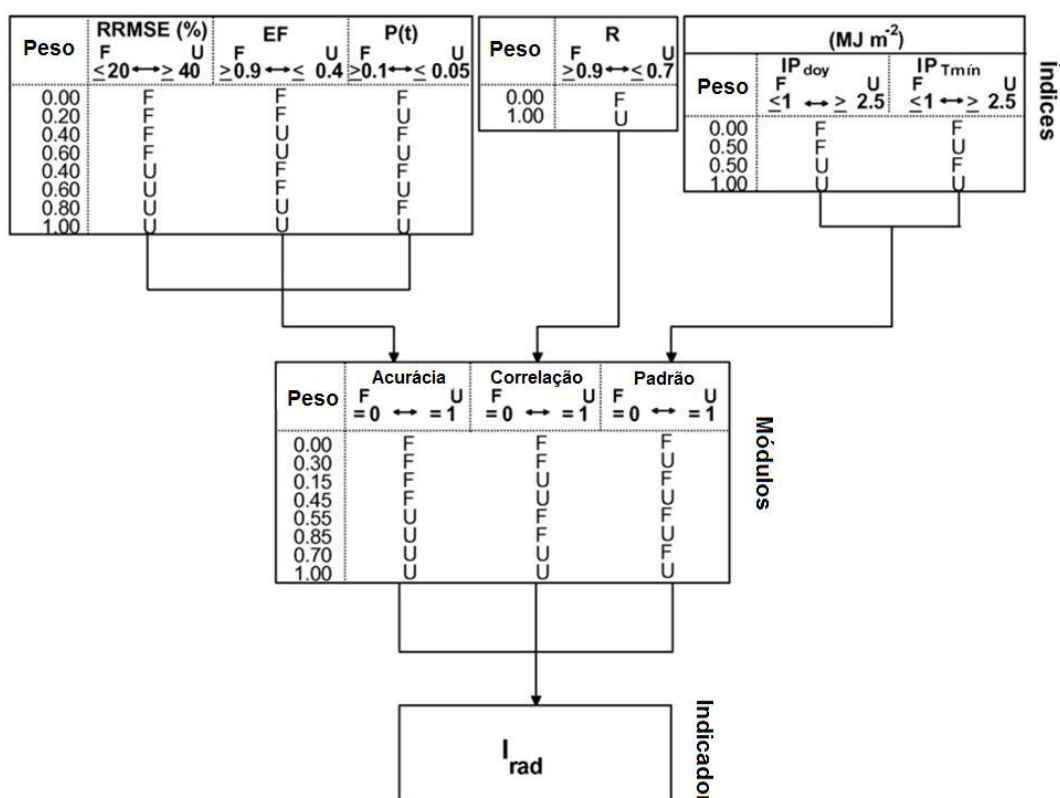 Peso RRMSE (%) EF P(t)
F U F U F U
≤20↔≥ 40 ≥0.9↔≤ 0.4 ≥0.1↔≤ 0.05
0.00 F F F
0.20 F F U
0.40 F U F
0.60 F U U
0.40 U F F
0.60 U F U
0.80 U U F
1.00 U U U
Peso R
F U
≥0.9↔≤0.7
0.00 F
1.00 U
(MJ m⁻²)
Peso IPdoy IPTmín
F U F U
≤1 ↔ ≥ 2.5 ≤1 ↔ ≥ 2.5
0.00 F F
0.50 F U
0.50 U F
1.00 U U
Índices
Peso Acurácia Correlação Padrão
F U F U F U
= 0 ↔ = 1 = 0 ↔ = 1 = 0 ↔ = 1
0.00 F F F
0.30 F F U
0.15 F U F
0.45 F U U
0.55 U F F
0.85 U F U
0.70 U U F
1.00 U U U
Módulos
Irad
Indicador